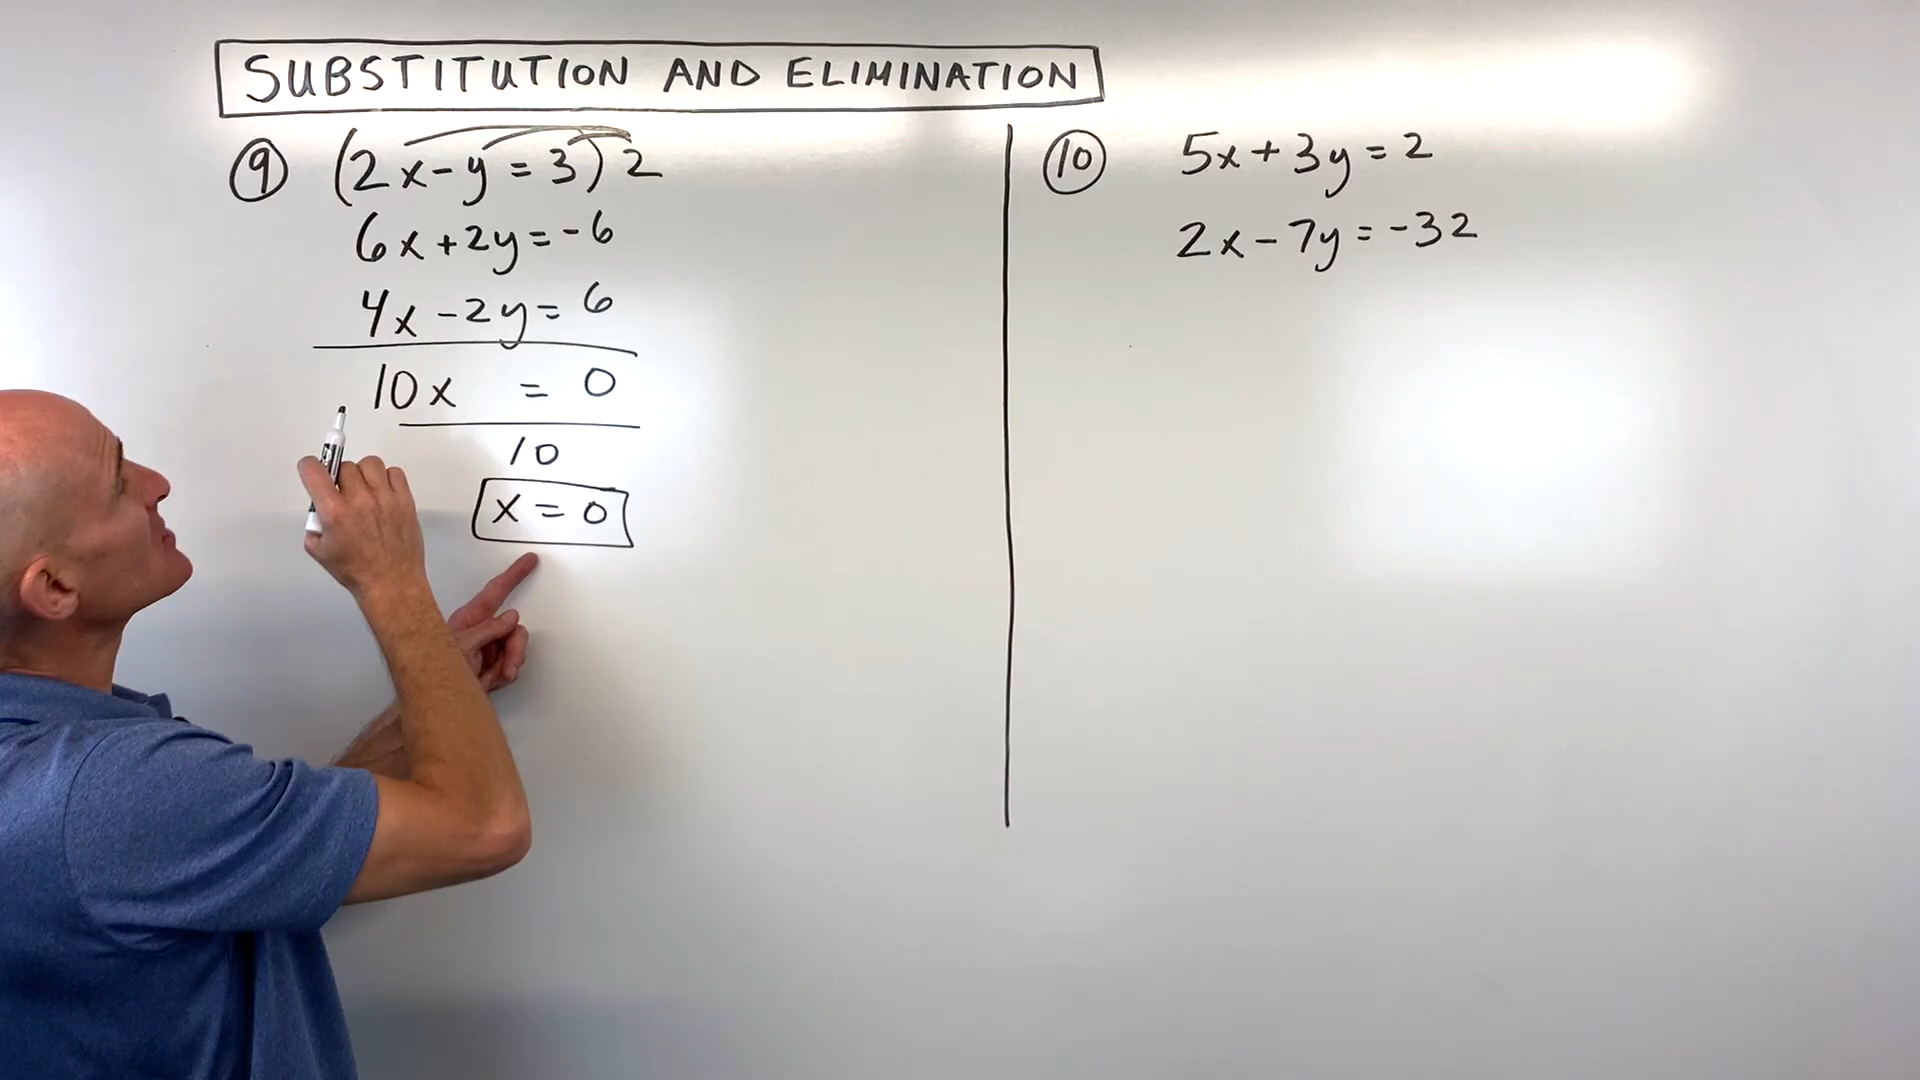 SUBSTITUTION AND ELIMINATION
⑨ (2x-y=3)2
6x+2y=-6
4x-2y=6
10x = 0
10
x = 0
⑩ 5x+3y=2
2x-7y=-32